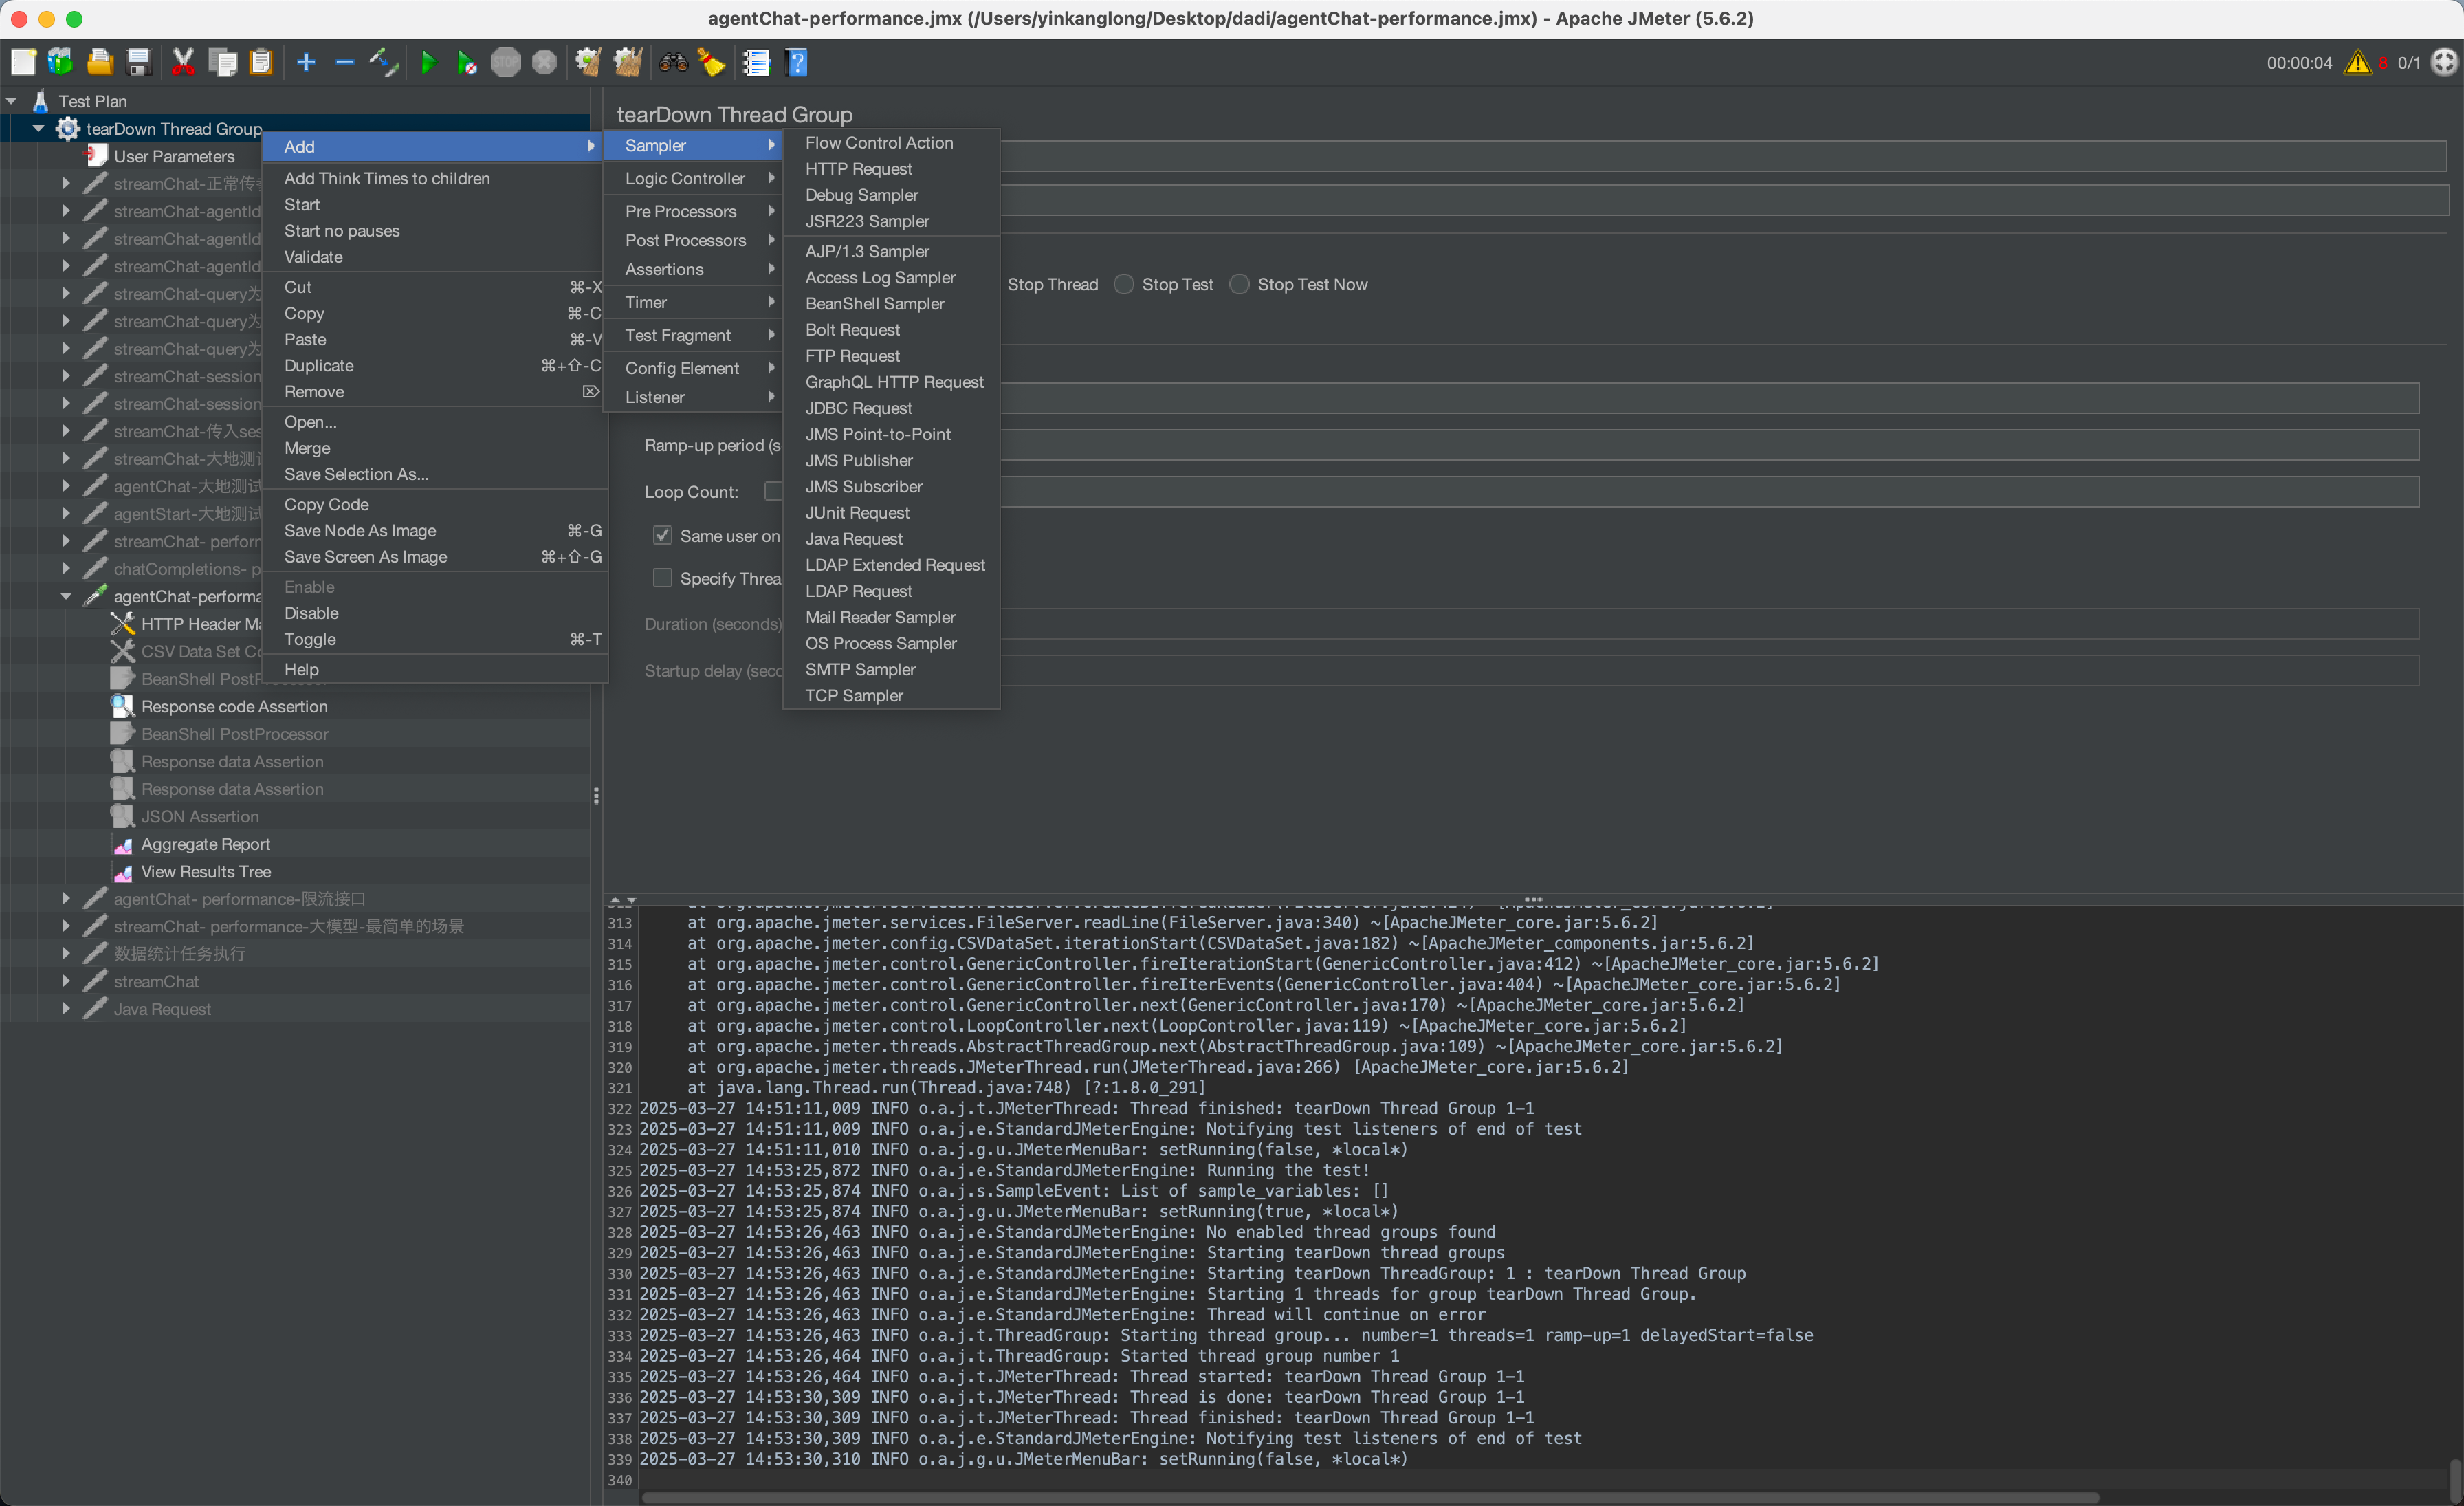 agentChat-performance.jmx (/Users/yinkanglong/Desktop/dadi/agentChat-performance.jmx) - Apache JMeter (5.6.2)
00:00:04 8 0/1
Test Plan
tearDown Thread Group
User Parameters
streamChat-正常传
streamChat-agentId
streamChat-agentId
streamChat-agentId
streamChat-query为
streamChat-query为
streamChat-query为
streamChat-session
streamChat-session
streamChat-传入ses
streamChat-大地测
agentChat-大地测试
agentStart-大地测试
streamChat- perform
chatCompletions- p
agentChat-performa
HTTP Header Ma
CSV Data Set Co
BeanShell PostProcessor
Response code Assertion
BeanShell PostProcessor
Response data Assertion
Response data Assertion
JSON Assertion
Aggregate Report
View Results Tree
agentChat- performance-限流接口
streamChat- performance-大模型-最简单的场景
数据统计任务执行
streamChat
Java Request
Add
Add Think Times to children
Start
Start no pauses
Validate
Cut ⌘-X
Copy ⌘-C
Paste ⌘-V
Duplicate ⌘+⇧-C
Remove ⌦
Open...
Merge
Save Selection As...
Copy Code
Save Node As Image ⌘-G
Save Screen As Image ⌘+⇧-G
Enable
Disable
Toggle ⌘-T
Help
Sampler
Logic Controller
Pre Processors
Post Processors
Assertions
Timer
Test Fragment
Config Element
Listener
Flow Control Action
HTTP Request
Debug Sampler
JSR223 Sampler
AJP/1.3 Sampler
Access Log Sampler
BeanShell Sampler
Bolt Request
FTP Request
GraphQL HTTP Request
JDBC Request
JMS Point-to-Point
JMS Publisher
JMS Subscriber
JUnit Request
Java Request
LDAP Extended Request
LDAP Request
Mail Reader Sampler
OS Process Sampler
SMTP Sampler
TCP Sampler
tearDown Thread Group
Stop Thread Stop Test Stop Test Now
Ramp-up period (s
Loop Count:
Same user on
Specify Threa
Duration (seconds)
Startup delay (seco
313 at org.apache.jmeter.services.FileServer.readLine(FileServer.java:340) ~[ApacheJMeter_core.jar:5.6.2]
314 at org.apache.jmeter.config.CSVDataSet.iterationStart(CSVDataSet.java:182) ~[ApacheJMeter_components.jar:5.6.2]
315 at org.apache.jmeter.control.GenericController.fireIterationStart(GenericController.java:412) ~[ApacheJMeter_core.jar:5.6.2]
316 at org.apache.jmeter.control.GenericController.fireIterEvents(GenericController.java:404) ~[ApacheJMeter_core.jar:5.6.2]
317 at org.apache.jmeter.control.GenericController.next(GenericController.java:170) ~[ApacheJMeter_core.jar:5.6.2]
318 at org.apache.jmeter.control.LoopController.next(LoopController.java:119) ~[ApacheJMeter_core.jar:5.6.2]
319 at org.apache.jmeter.threads.AbstractThreadGroup.next(AbstractThreadGroup.java:109) ~[ApacheJMeter_core.jar:5.6.2]
320 at org.apache.jmeter.threads.JMeterThread.run(JMeterThread.java:266) [ApacheJMeter_core.jar:5.6.2]
321 at java.lang.Thread.run(Thread.java:748) [?:1.8.0_291]
322 2025-03-27 14:51:11,009 INFO o.a.j.t.JMeterThread: Thread finished: tearDown Thread Group 1-1
323 2025-03-27 14:51:11,009 INFO o.a.j.e.StandardJMeterEngine: Notifying test listeners of end of test
324 2025-03-27 14:51:11,010 INFO o.a.j.g.u.JMeterMenuBar: setRunning(false, *local*)
325 2025-03-27 14:53:25,872 INFO o.a.j.e.StandardJMeterEngine: Running the test!
326 2025-03-27 14:53:25,874 INFO o.a.j.s.SampleEvent: List of sample_variables: []
327 2025-03-27 14:53:25,874 INFO o.a.j.g.u.JMeterMenuBar: setRunning(true, *local*)
328 2025-03-27 14:53:26,463 INFO o.a.j.e.StandardJMeterEngine: No enabled thread groups found
329 2025-03-27 14:53:26,463 INFO o.a.j.e.StandardJMeterEngine: Starting tearDown thread groups
330 2025-03-27 14:53:26,463 INFO o.a.j.e.StandardJMeterEngine: Starting tearDown ThreadGroup: 1 : tearDown Thread Group
331 2025-03-27 14:53:26,463 INFO o.a.j.e.StandardJMeterEngine: Starting 1 threads for group tearDown Thread Group.
332 2025-03-27 14:53:26,463 INFO o.a.j.e.StandardJMeterEngine: Thread will continue on error
333 2025-03-27 14:53:26,463 INFO o.a.j.t.ThreadGroup: Starting thread group... number=1 threads=1 ramp-up=1 delayedStart=false
334 2025-03-27 14:53:26,464 INFO o.a.j.t.ThreadGroup: Started thread group number 1
335 2025-03-27 14:53:26,464 INFO o.a.j.t.JMeterThread: Thread started: tearDown Thread Group 1-1
336 2025-03-27 14:53:30,309 INFO o.a.j.t.JMeterThread: Thread is done: tearDown Thread Group 1-1
337 2025-03-27 14:53:30,309 INFO o.a.j.t.JMeterThread: Thread finished: tearDown Thread Group 1-1
338 2025-03-27 14:53:30,309 INFO o.a.j.e.StandardJMeterEngine: Notifying test listeners of end of test
339 2025-03-27 14:53:30,310 INFO o.a.j.g.u.JMeterMenuBar: setRunning(false, *local*)
340